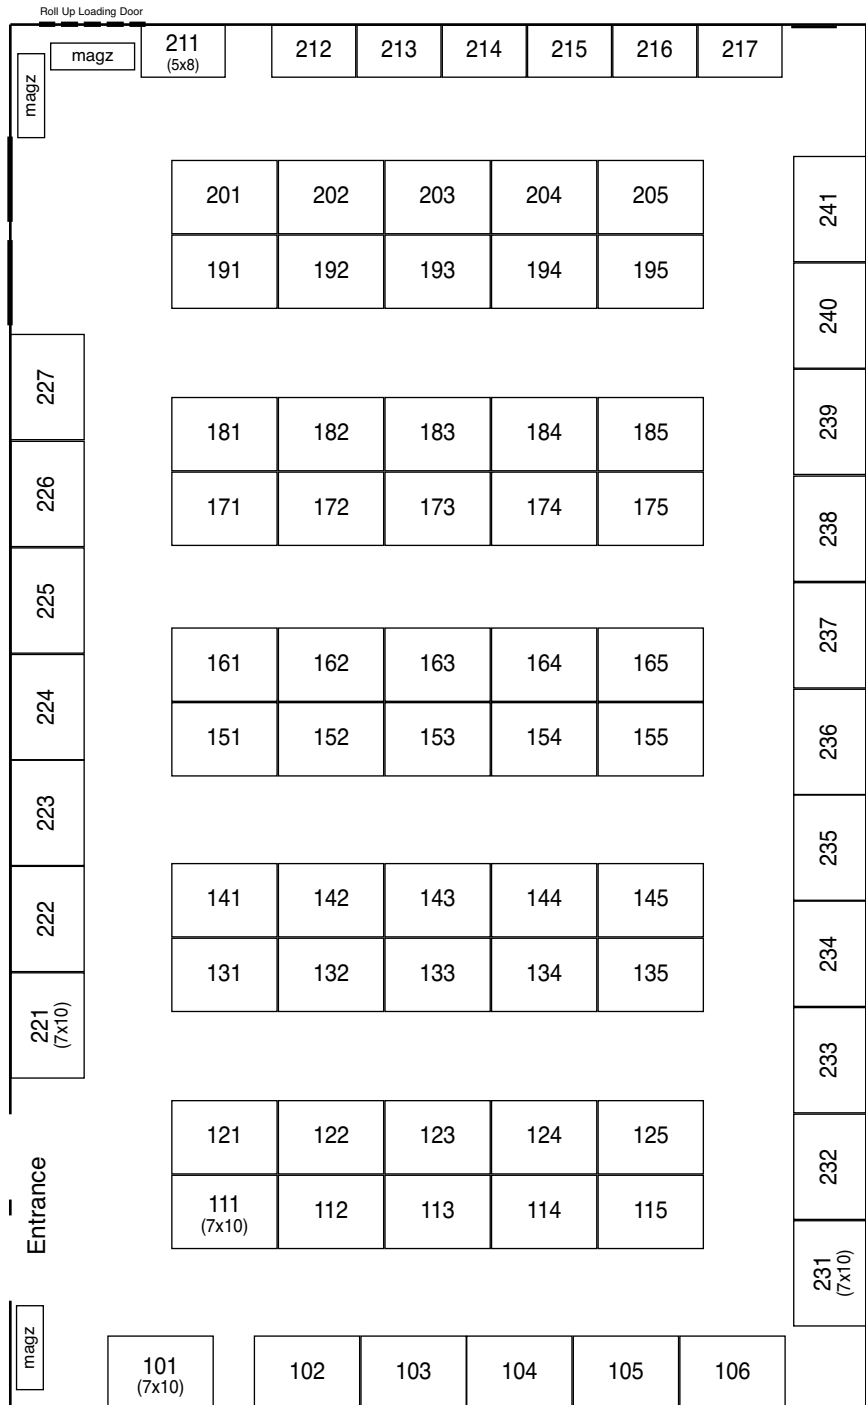 Roll Up Loading Door
magz
211
(5x8)
212 213 214 215 216 217
magz
201 202 203 204 205
241
191 192 193 194 195
240
227
181 182 183 184 185
239
226
171 172 173 174 175
238
225
161 162 163 164 165
237
224
151 152 153 154 155
236
223
235
222
141 142 143 144 145
234
131 132 133 134 135
221
(7x10)
233
121 122 123 124 125
232
Entrance
111
(7x10)
112 113 114 115
231
(7x10)
magz
101
(7x10)
102 103 104 105 106